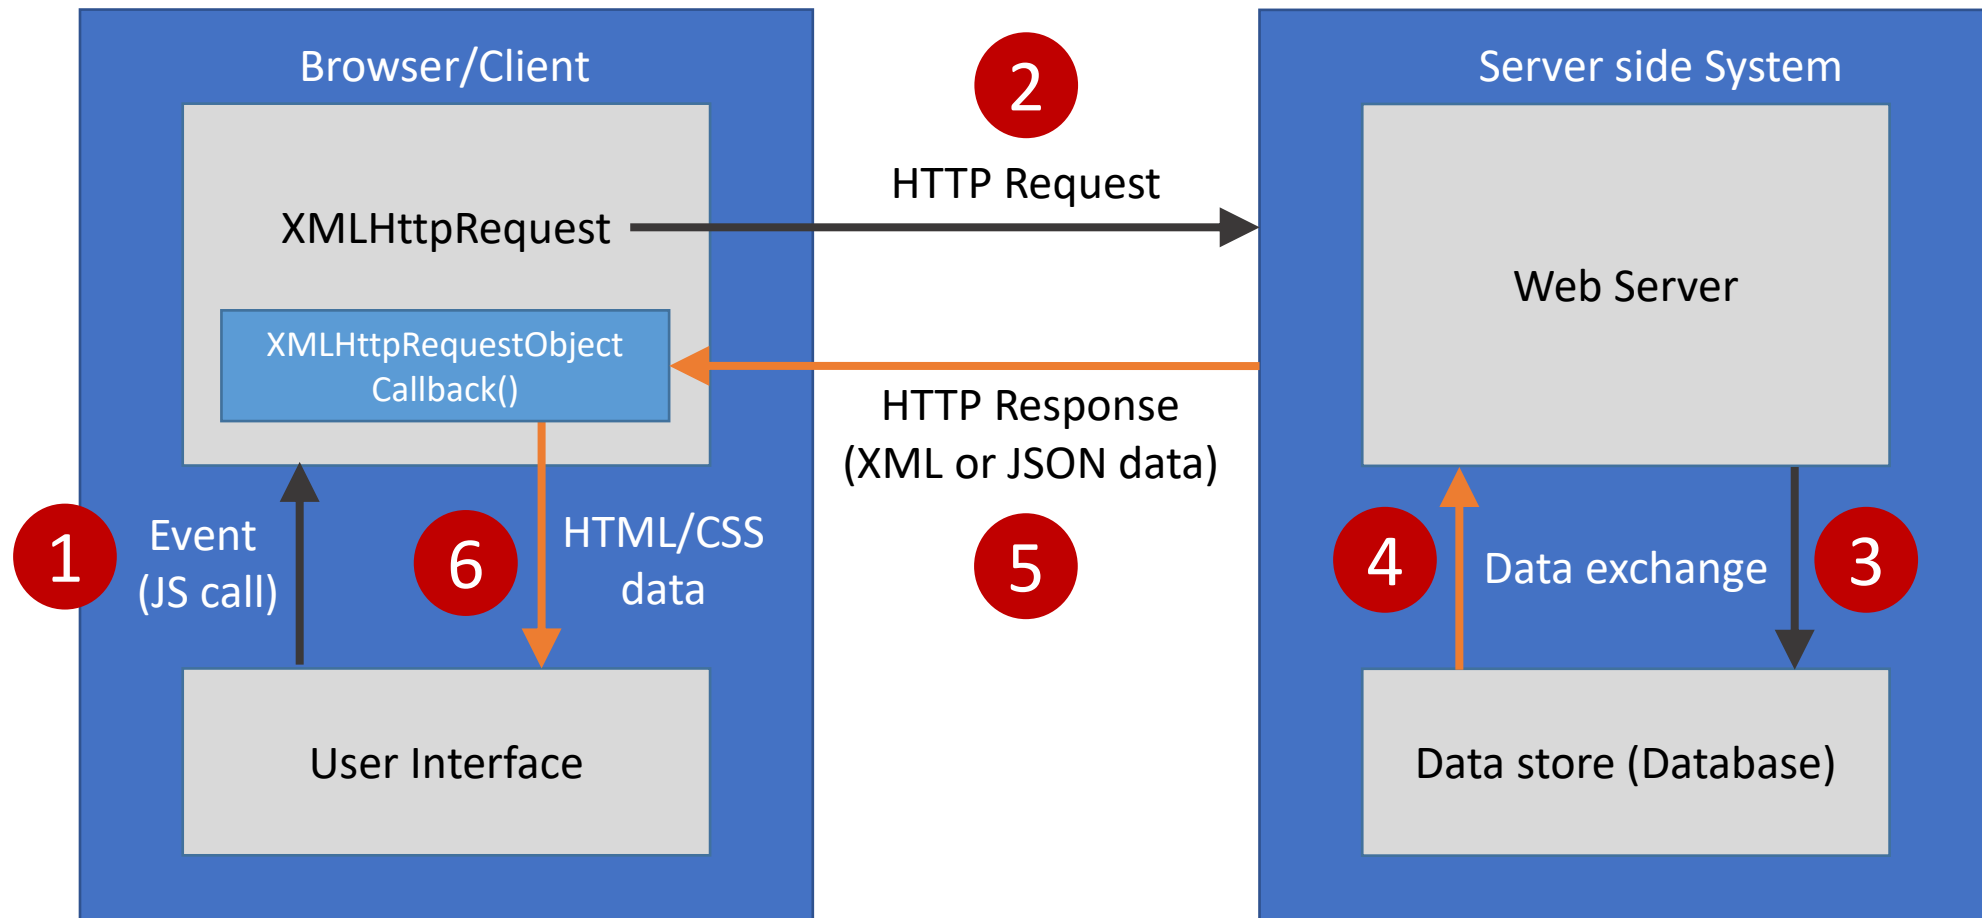 Browser/Client
XMLHttpRequest
XMLHttpRequestObject
Callback()
1
Event
(JS call)
6
HTML/CSS
data
User Interface
2
HTTP Request
HTTP Response
(XML or JSON data)
5
Server side System
Web Server
4
Data exchange
3
Data store (Database)